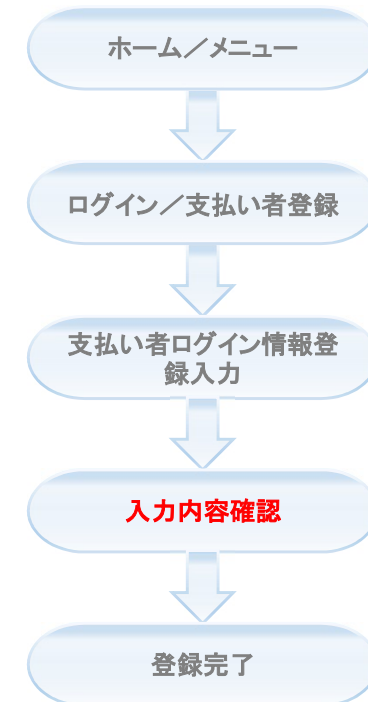 ホーム／メニュー
ログイン／支払い者登録
支払い者ログイン情報登
録入力
入力内容確認
登録完了